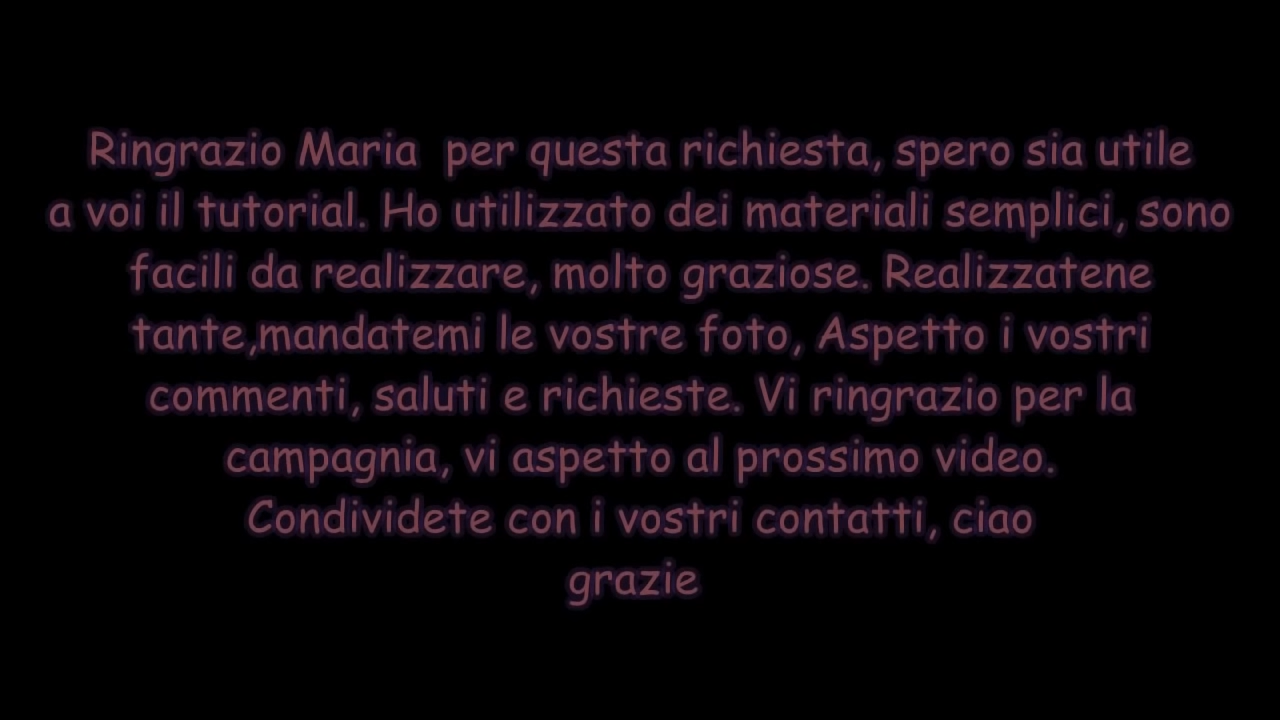 Ringrazio Maria  per questa richiesta, spero sia utile
a voi il tutorial. Ho utilizzato dei materiali semplici, sono
facili da realizzare, molto graziose. Realizzatene
tante,mandatemi le vostre foto, Aspetto i vostri
commenti, saluti e richieste. Vi ringrazio per la
campagnia, vi aspetto al prossimo video.
Condividete con i vostri contatti, ciao
grazie